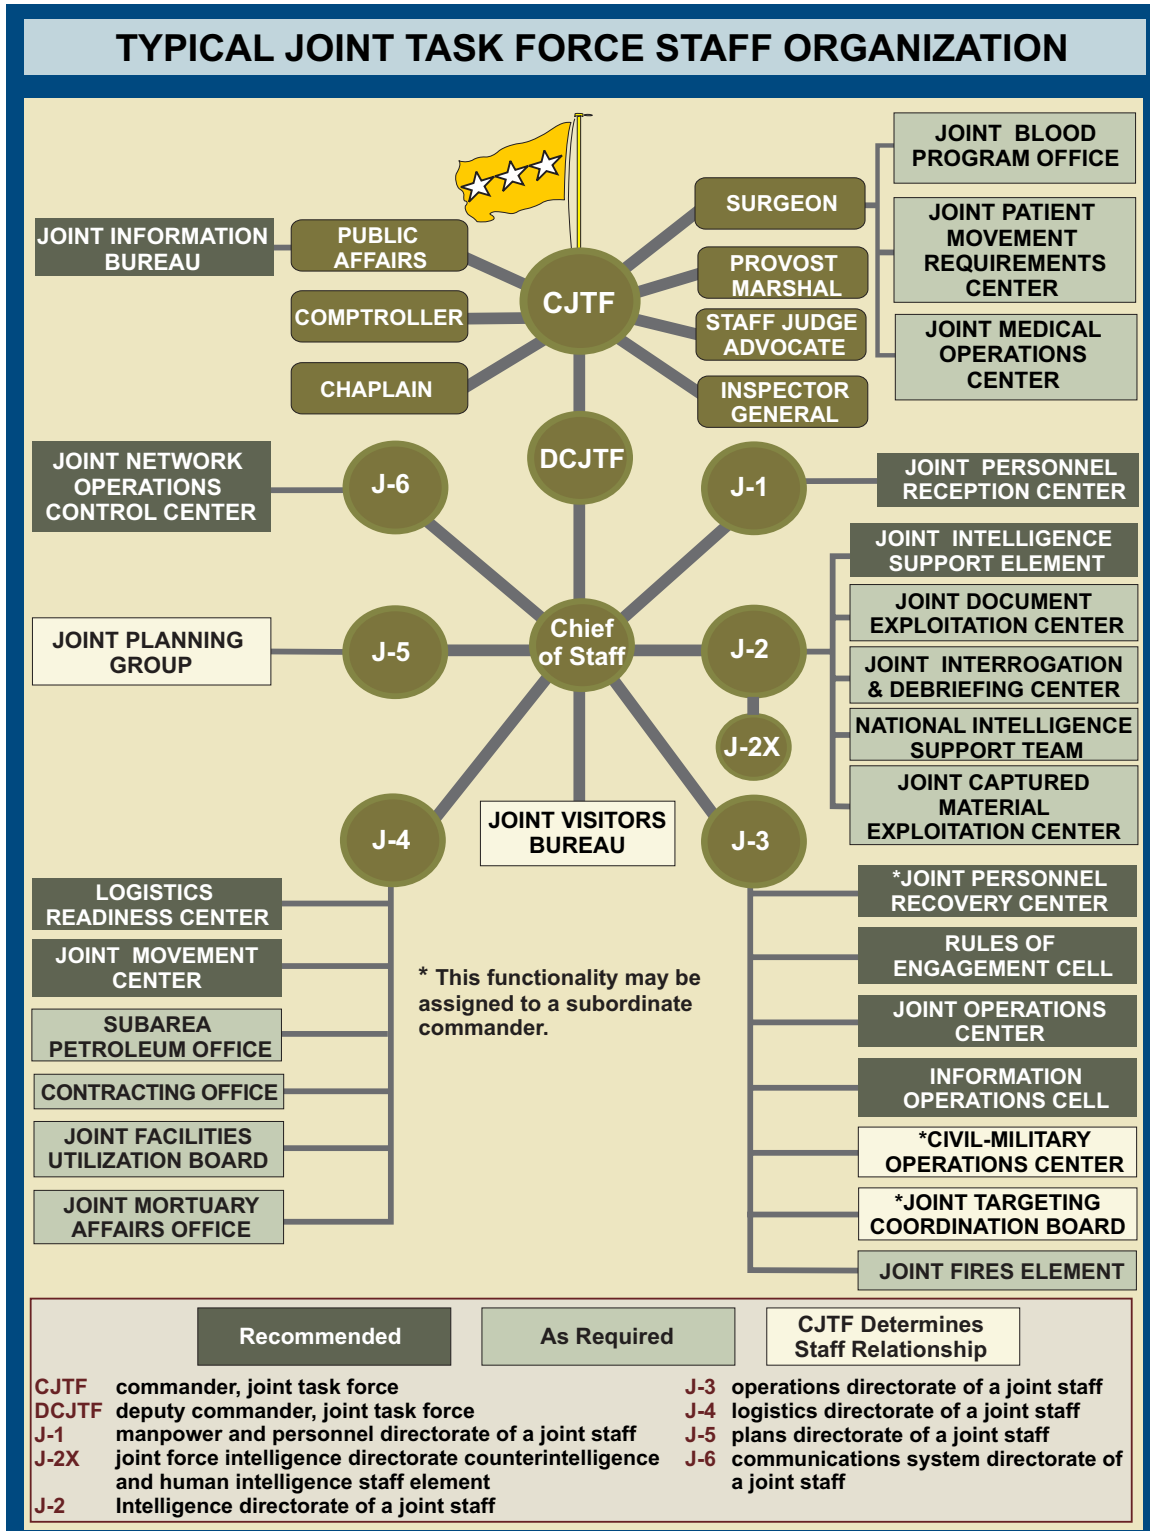 TYPICAL JOINT TASK FORCE STAFF ORGANIZATION
JOINT INFORMATION
BUREAU
PUBLIC
AFFAIRS
COMPTROLLER
CHAPLAIN
CJTF
SURGEON
PROVOST
MARSHAL
STAFF JUDGE
ADVOCATE
INSPECTOR
GENERAL
JOINT BLOOD
PROGRAM OFFICE
JOINT PATIENT
MOVEMENT
REQUIREMENTS
CENTER
JOINT MEDICAL
OPERATIONS
CENTER
DCJTF
JOINT NETWORK
OPERATIONS
CONTROL CENTER
J-6
J-1
JOINT PERSONNEL
RECEPTION CENTER
JOINT PLANNING
GROUP
J-5
Chief
of Staff
J-2
J-2X
JOINT INTELLIGENCE
SUPPORT ELEMENT
JOINT DOCUMENT
EXPLOITATION CENTER
JOINT INTERROGATION
& DEBRIEFING CENTER
NATIONAL INTELLIGENCE
SUPPORT TEAM
JOINT CAPTURED
MATERIAL
EXPLOITATION CENTER
J-4
JOINT VISITORS
BUREAU
J-3
LOGISTICS
READINESS CENTER
JOINT MOVEMENT
CENTER
SUBAREA
PETROLEUM OFFICE
CONTRACTING OFFICE
JOINT FACILITIES
UTILIZATION BOARD
JOINT MORTUARY
AFFAIRS OFFICE
* This functionality may be
assigned to a subordinate
commander.
*JOINT PERSONNEL
RECOVERY CENTER
RULES OF
ENGAGEMENT CELL
JOINT OPERATIONS
CENTER
INFORMATION
OPERATIONS CELL
*CIVIL-MILITARY
OPERATIONS CENTER
*JOINT TARGETING
COORDINATION BOARD
JOINT FIRES ELEMENT
Recommended
As Required
CJTF Determines
Staff Relationship
CJTF commander, joint task force
DCJTF deputy commander, joint task force
J-1 manpower and personnel directorate of a joint staff
J-2X joint force intelligence directorate counterintelligence
and human intelligence staff element
J-2 Intelligence directorate of a joint staff
J-3 operations directorate of a joint staff
J-4 logistics directorate of a joint staff
J-5 plans directorate of a joint staff
J-6 communications system directorate of
a joint staff